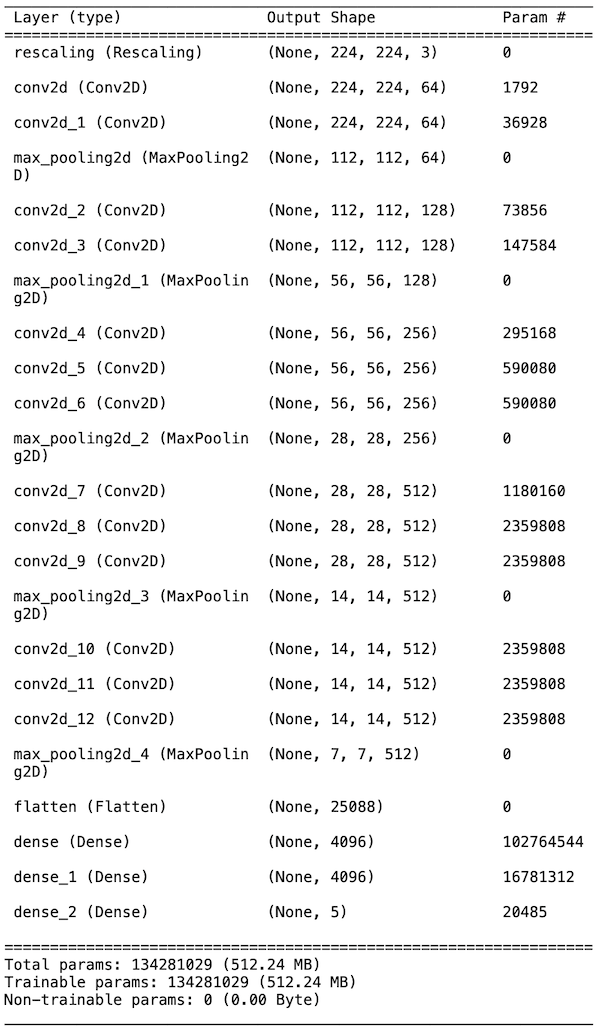 Layer (type) Output Shape Param #
=================================================================
rescaling (Rescaling) (None, 224, 224, 3) 0
conv2d (Conv2D) (None, 224, 224, 64) 1792
conv2d_1 (Conv2D) (None, 224, 224, 64) 36928
max_pooling2d (MaxPooling2 (None, 112, 112, 64) 0
D)
conv2d_2 (Conv2D) (None, 112, 112, 128) 73856
conv2d_3 (Conv2D) (None, 112, 112, 128) 147584
max_pooling2d_1 (MaxPoolin (None, 56, 56, 128) 0
g2D)
conv2d_4 (Conv2D) (None, 56, 56, 256) 295168
conv2d_5 (Conv2D) (None, 56, 56, 256) 590080
conv2d_6 (Conv2D) (None, 56, 56, 256) 590080
max_pooling2d_2 (MaxPoolin (None, 28, 28, 256) 0
g2D)
conv2d_7 (Conv2D) (None, 28, 28, 512) 1180160
conv2d_8 (Conv2D) (None, 28, 28, 512) 2359808
conv2d_9 (Conv2D) (None, 28, 28, 512) 2359808
max_pooling2d_3 (MaxPoolin (None, 14, 14, 512) 0
g2D)
conv2d_10 (Conv2D) (None, 14, 14, 512) 2359808
conv2d_11 (Conv2D) (None, 14, 14, 512) 2359808
conv2d_12 (Conv2D) (None, 14, 14, 512) 2359808
max_pooling2d_4 (MaxPoolin (None, 7, 7, 512) 0
g2D)
flatten (Flatten) (None, 25088) 0
dense (Dense) (None, 4096) 102764544
dense_1 (Dense) (None, 4096) 16781312
dense_2 (Dense) (None, 5) 20485
=================================================================
Total params: 134281029 (512.24 MB)
Trainable params: 134281029 (512.24 MB)
Non-trainable params: 0 (0.00 Byte)